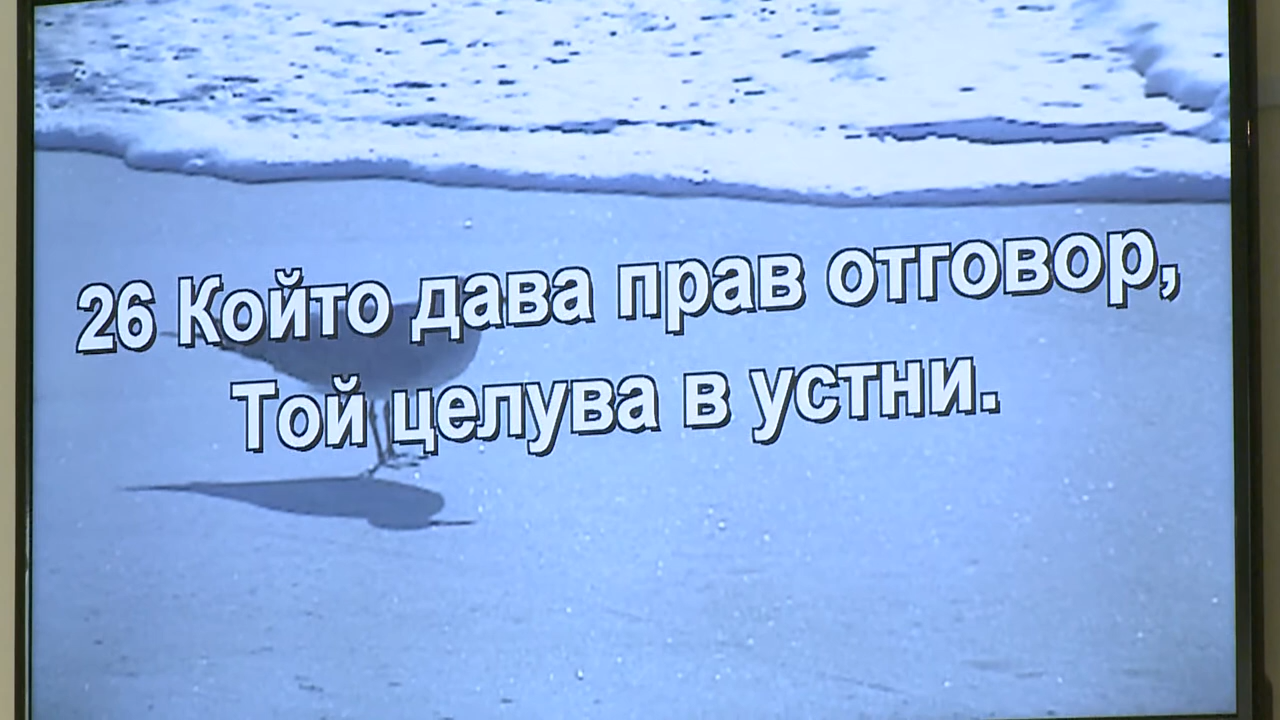 26 Който дава прав отговор,
Той целува в устни.